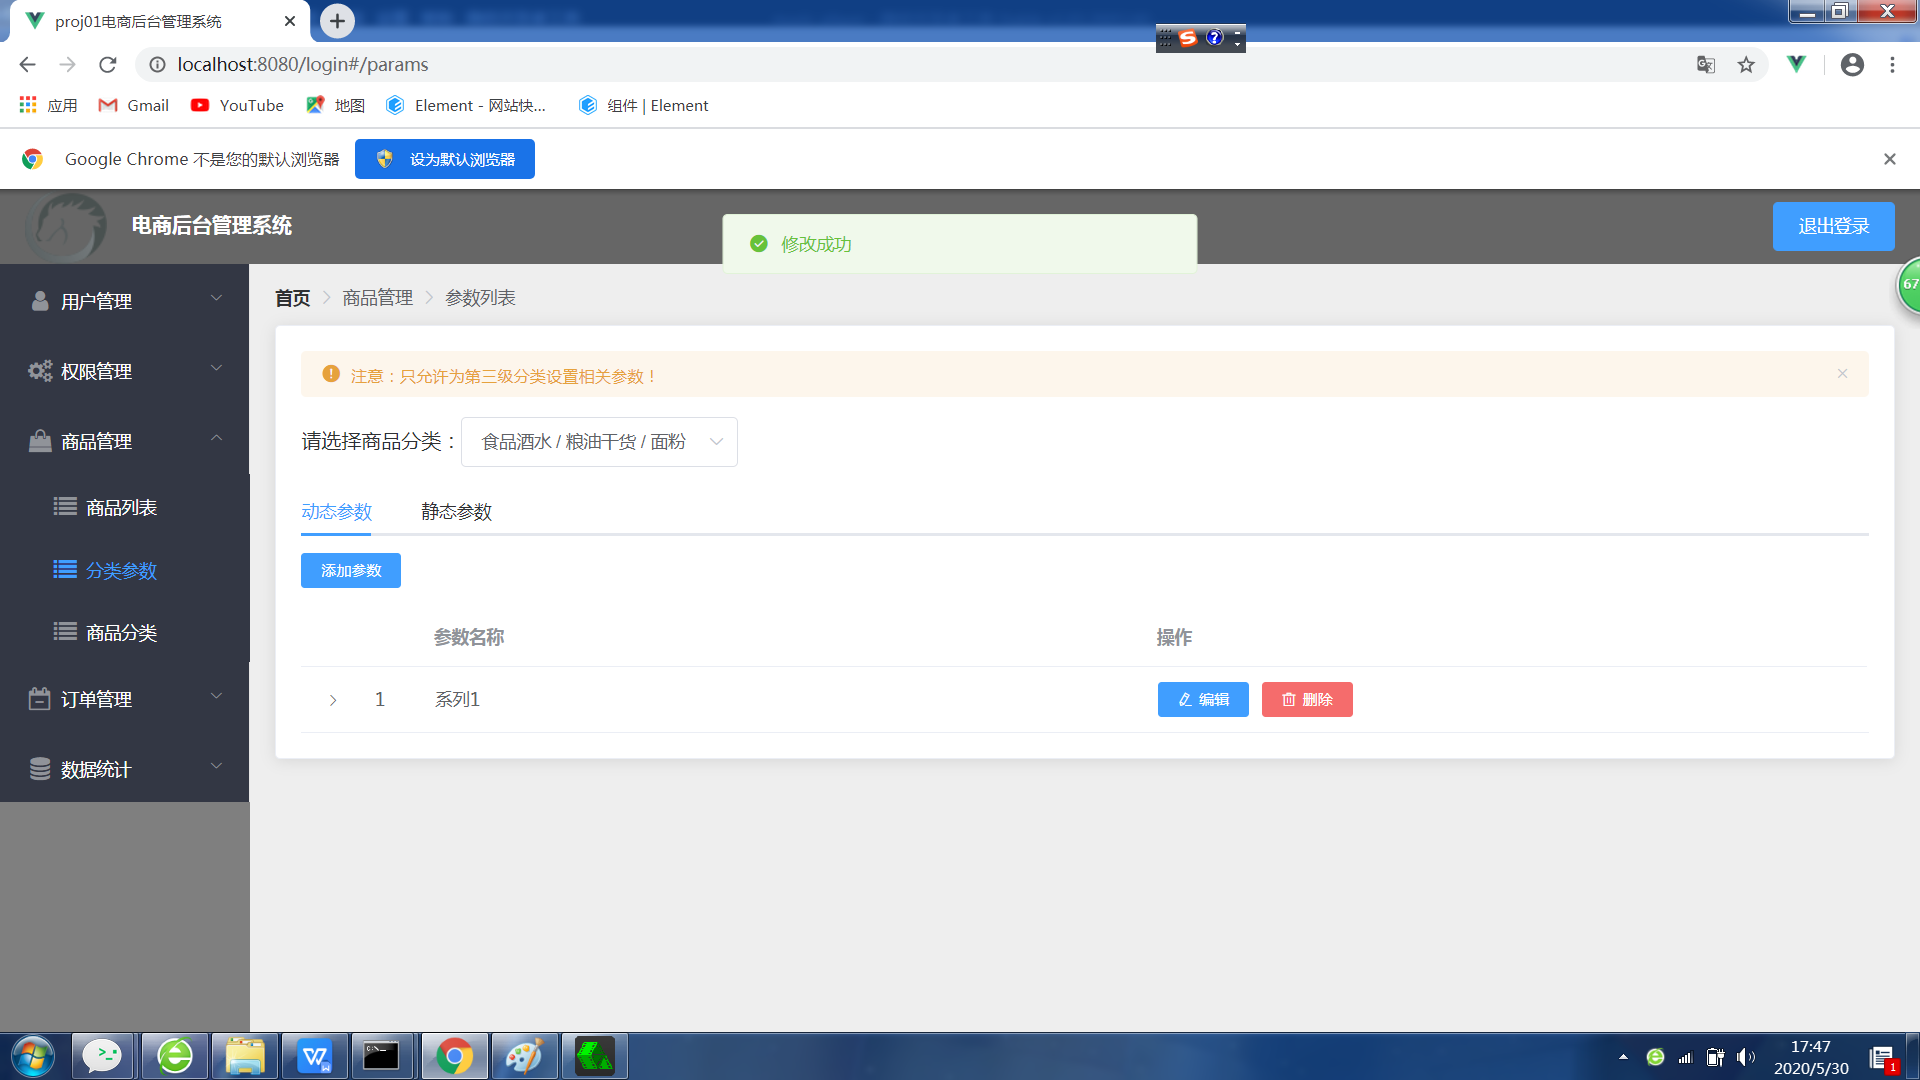 proj01电商后台管理系统
localhost:8080/login#/params
应用
Gmail
YouTube
地图
Element - 网站快...
组件 | Element
Google Chrome 不是您的默认浏览器
设为默认浏览器
电商后台管理系统
修改成功
退出登录
67
用户管理
权限管理
商品管理
商品列表
分类参数
商品分类
订单管理
数据统计
首页
商品管理
参数列表
注意：只允许为第三级分类设置相关参数！
请选择商品分类：
食品酒水 / 粮油干货 / 面粉
动态参数
静态参数
添加参数
参数名称
操作
1
系列1
编辑
删除
17:47
2020/5/30
1